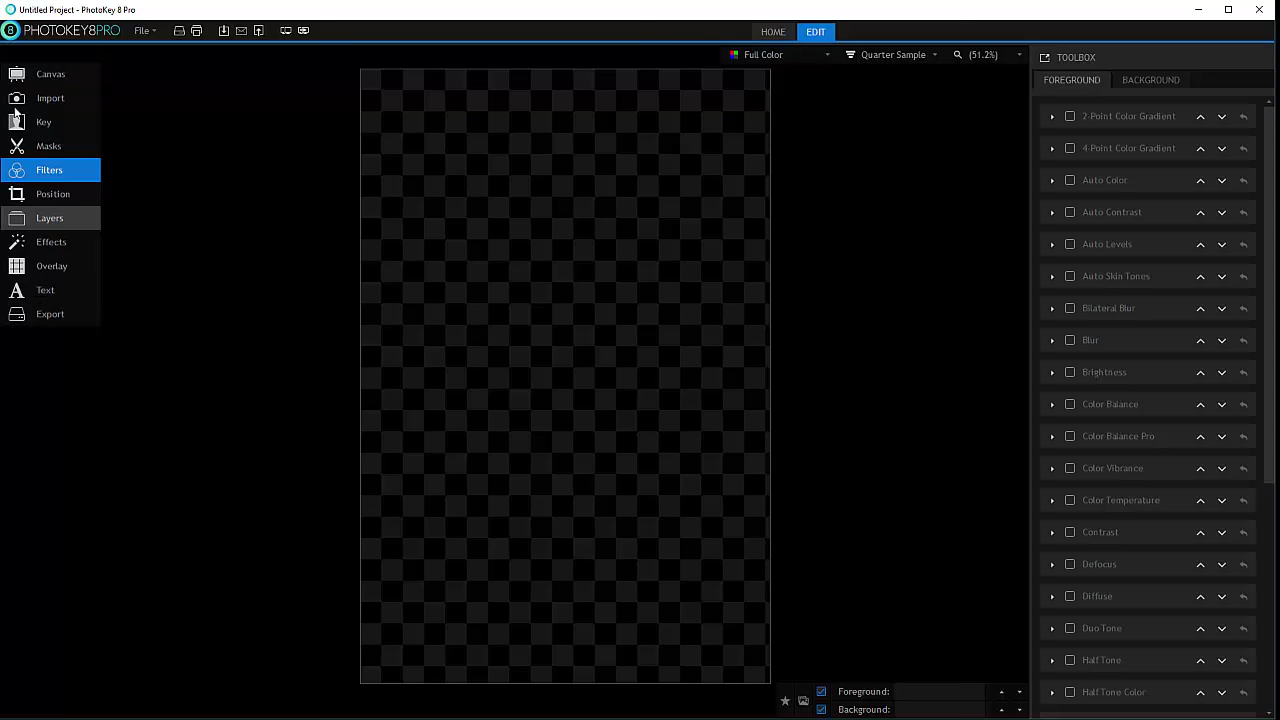 Untitled Project - PhotoKey 8 Pro
8 PHOTOKEY8PRO File HOME EDIT
Full Color Quarter Sample (51.2%) TOOLBOX
FOREGROUND BACKGROUND
Canvas
Import
Key
Masks
Filters
Position
Layers
Effects
Overlay
Text
Export
2-Point Color Gradient
4-Point Color Gradient
Auto Color
Auto Contrast
Auto Levels
Auto Skin Tones
Bilateral Blur
Blur
Brightness
Color Balance
Color Balance Pro
Color Vibrance
Color Temperature
Contrast
Defocus
Diffuse
Duo Tone
Half Tone
Half Tone Color
Foreground:
Background: